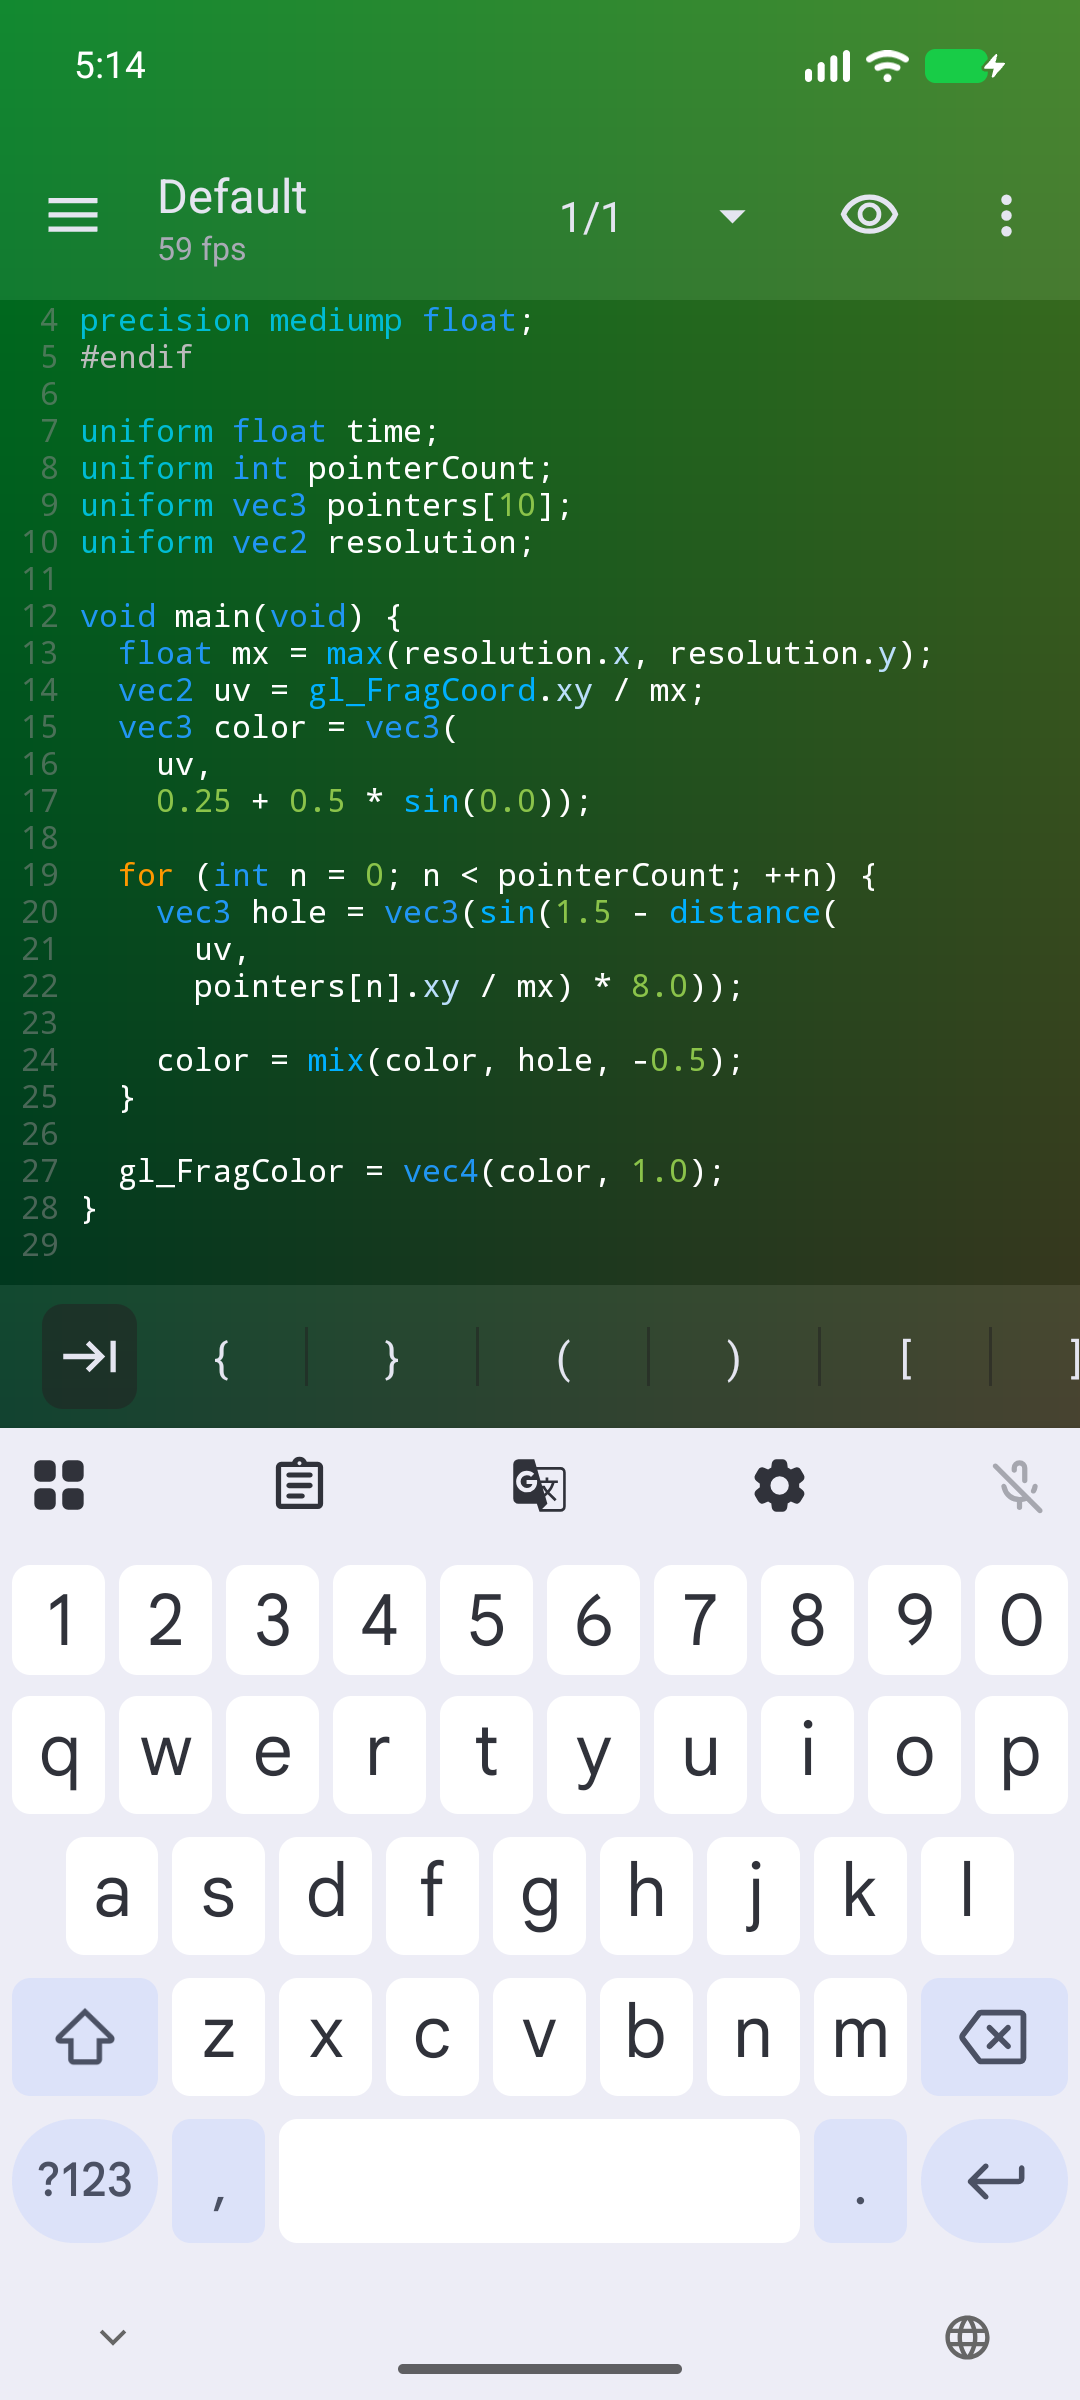 5:14
Default
59 fps
1/1
4 precision mediump float;
5 #endif
6
7 uniform float time;
8 uniform int pointerCount;
9 uniform vec3 pointers[10];
10 uniform vec2 resolution;
11
12 void main(void) {
13   float mx = max(resolution.x, resolution.y);
14   vec2 uv = gl_FragCoord.xy / mx;
15   vec3 color = vec3(
16     uv,
17     0.25 + 0.5 * sin(0.0));
18
19   for (int n = 0; n < pointerCount; ++n) {
20     vec3 hole = vec3(sin(1.5 - distance(
21       uv,
22       pointers[n].xy / mx) * 8.0));
23
24     color = mix(color, hole, -0.5);
25   }
26
27   gl_FragColor = vec4(color, 1.0);
28 }
29
{ } ( ) [ ]
1 2 3 4 5 6 7 8 9 0
q w e r t y u i o p
a s d f g h j k l
z x c v b n m
?123 , .